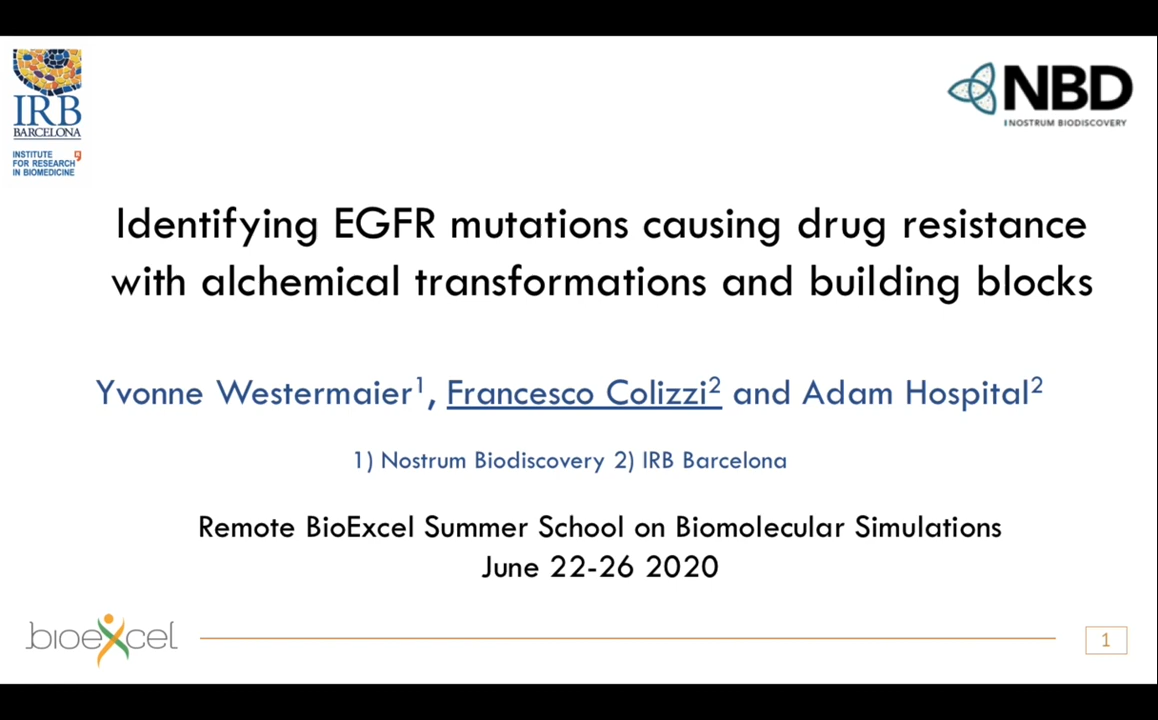 IRB
BARCELONA
INSTITUTE
FOR RESEARCH
IN BIOMEDICINE
NBD
NOSTRUM BIODISCOVERY
Identifying EGFR mutations causing drug resistance
with alchemical transformations and building blocks
Yvonne Westermaier¹, Francesco Colizzi² and Adam Hospital²
1) Nostrum Biodiscovery 2) IRB Barcelona
Remote BioExcel Summer School on Biomolecular Simulations
June 22-26 2020
bioexcel
1